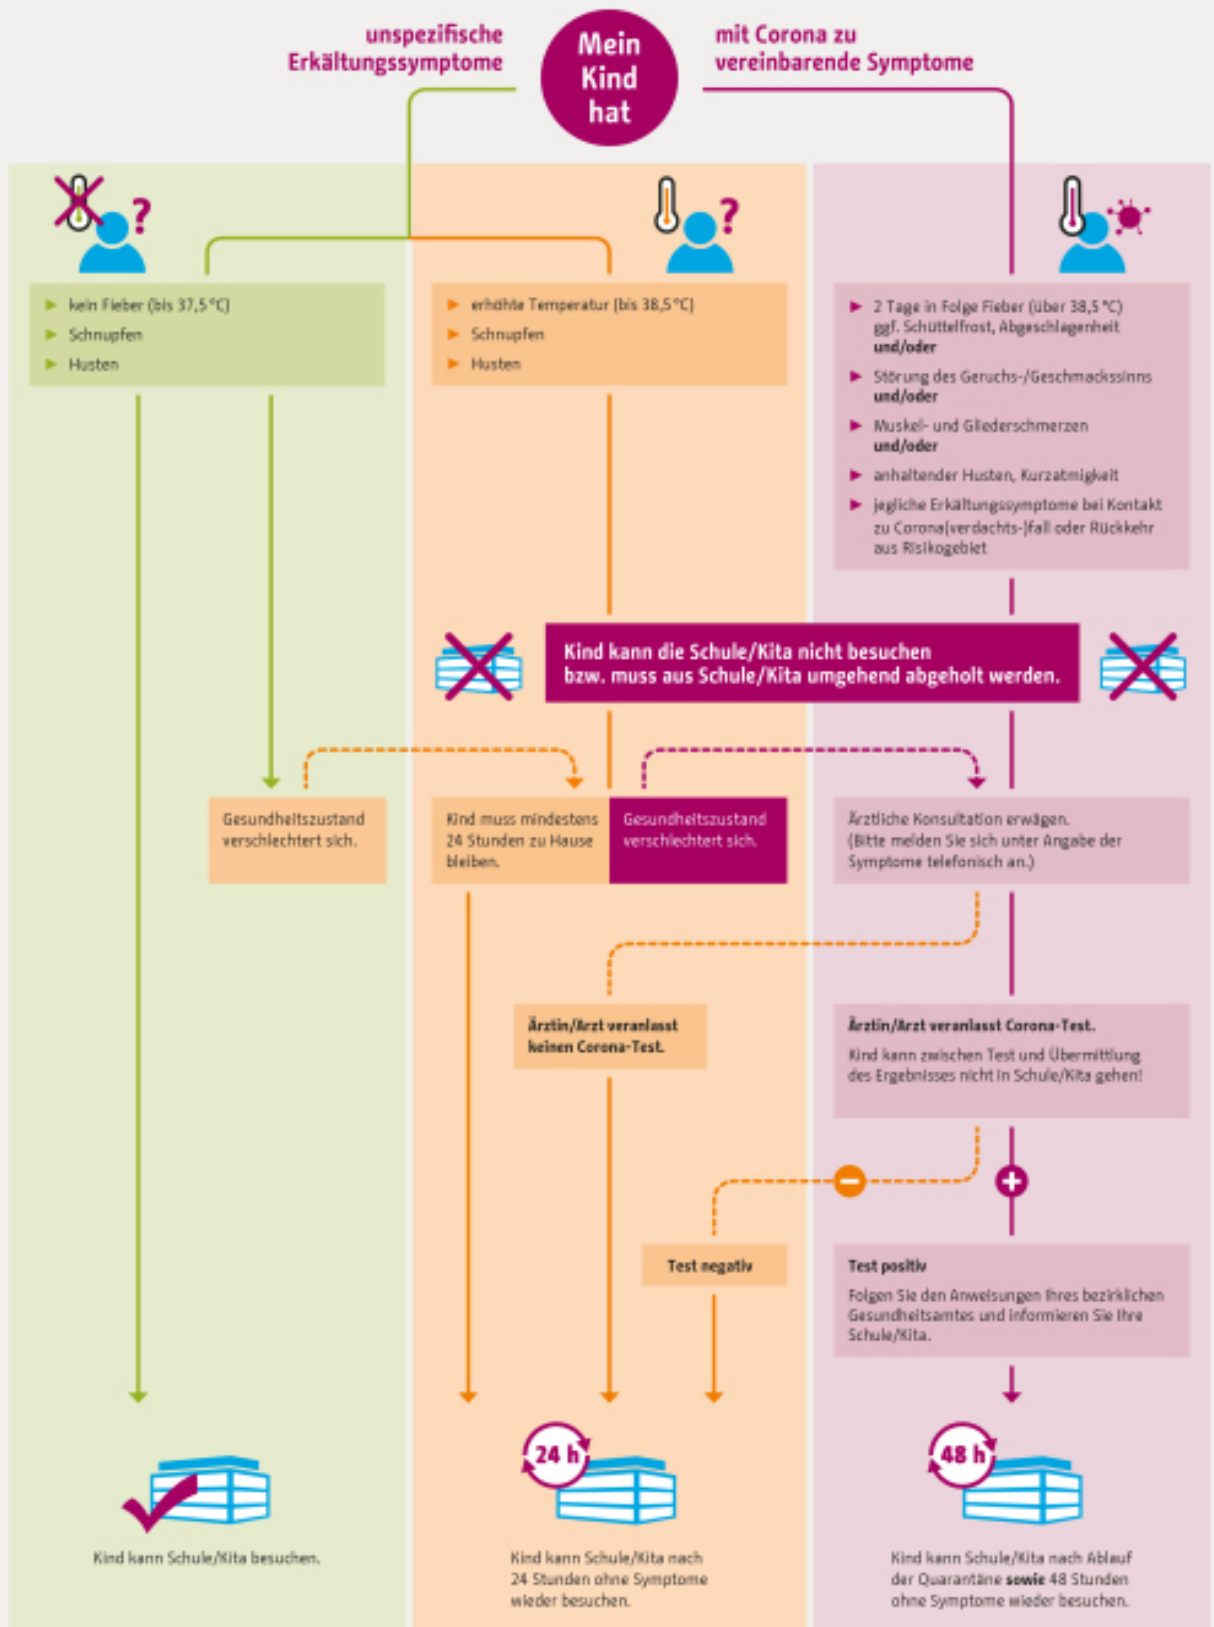 unspezifische
Erkältungssymptome
Mein
Kind
hat
mit Corona zu
vereinbarende Symptome
?
?
kein Fieber (bis 37,5 °C)
Schnupfen
Husten
erhöhte Temperatur (bis 38,5 °C)
Schnupfen
Husten
2 Tage in Folge Fieber (über 38,5 °C)
ggf. Schüttelfrost, Abgeschlagenheit
und/oder
Störung des Geruchs-/Geschmackssinns
und/oder
Muskel- und Gliederschmerzen
und/oder
anhaltender Husten, Kurzatmigkeit
jegliche Erkältungssymptome bei Kontakt
zu Corona(verdachts-)fall oder Rückkehr
aus Risikogebiet
Kind kann die Schule/Kita nicht besuchen
bzw. muss aus Schule/Kita umgehend abgeholt werden.
Gesundheitszustand
verschlechtert sich.
Kind muss mindestens
24 Stunden zu Hause
bleiben.
Gesundheitszustand
verschlechtert sich.
Ärztliche Konsultation erwägen.
(Bitte melden Sie sich unter Angabe der
Symptome telefonisch an.)
Ärztin/Arzt veranlasst
keinen Corona-Test.
Ärztin/Arzt veranlasst Corona-Test.
Kind kann zwischen Test und Übermittlung
des Ergebnisses nicht in Schule/Kita gehen!
Test negativ
Test positiv
Folgen Sie den Anweisungen Ihres bezirklichen
Gesundheitsamtes und informieren Sie Ihre
Schule/Kita.
24 h
48 h
Kind kann Schule/Kita besuchen.
Kind kann Schule/Kita nach
24 Stunden ohne Symptome
wieder besuchen.
Kind kann Schule/Kita nach Ablauf
der Quarantäne sowie 48 Stunden
ohne Symptome wieder besuchen.